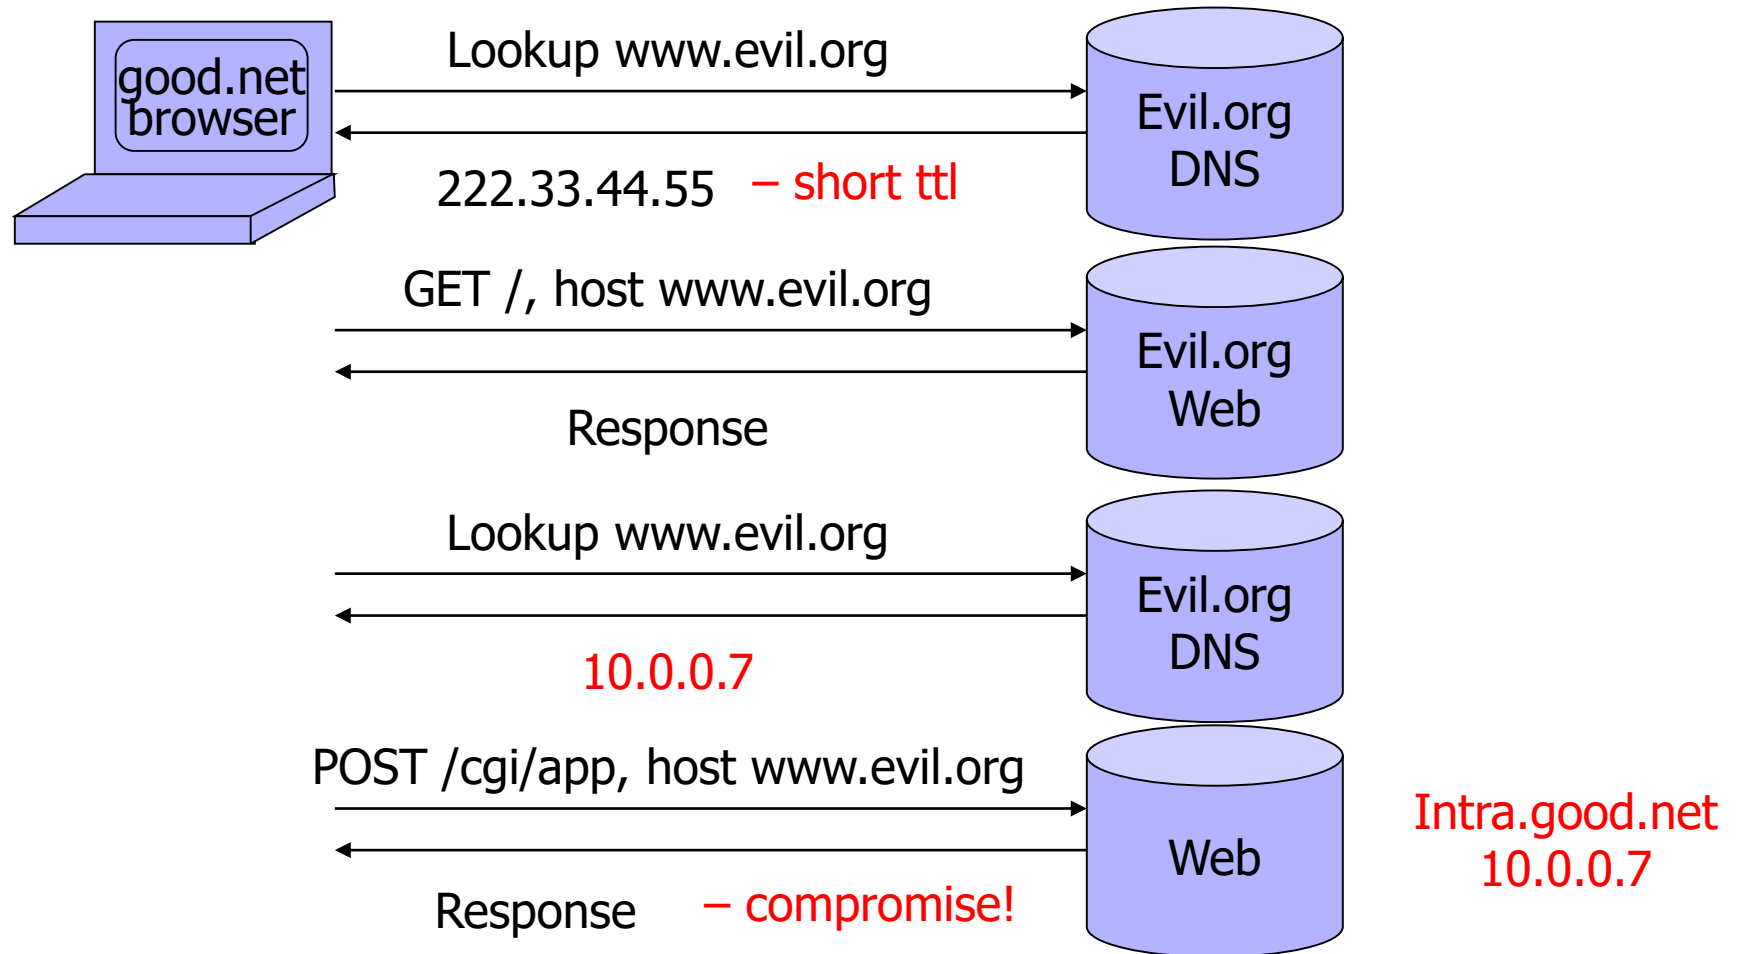 good.net
browser
Lookup www.evil.org
222.33.44.55 – short ttl
Evil.org
DNS
GET /, host www.evil.org
Response
Evil.org
Web
Lookup www.evil.org
10.0.0.7
Evil.org
DNS
POST /cgi/app, host www.evil.org
Response – compromise!
Web
Intra.good.net
10.0.0.7